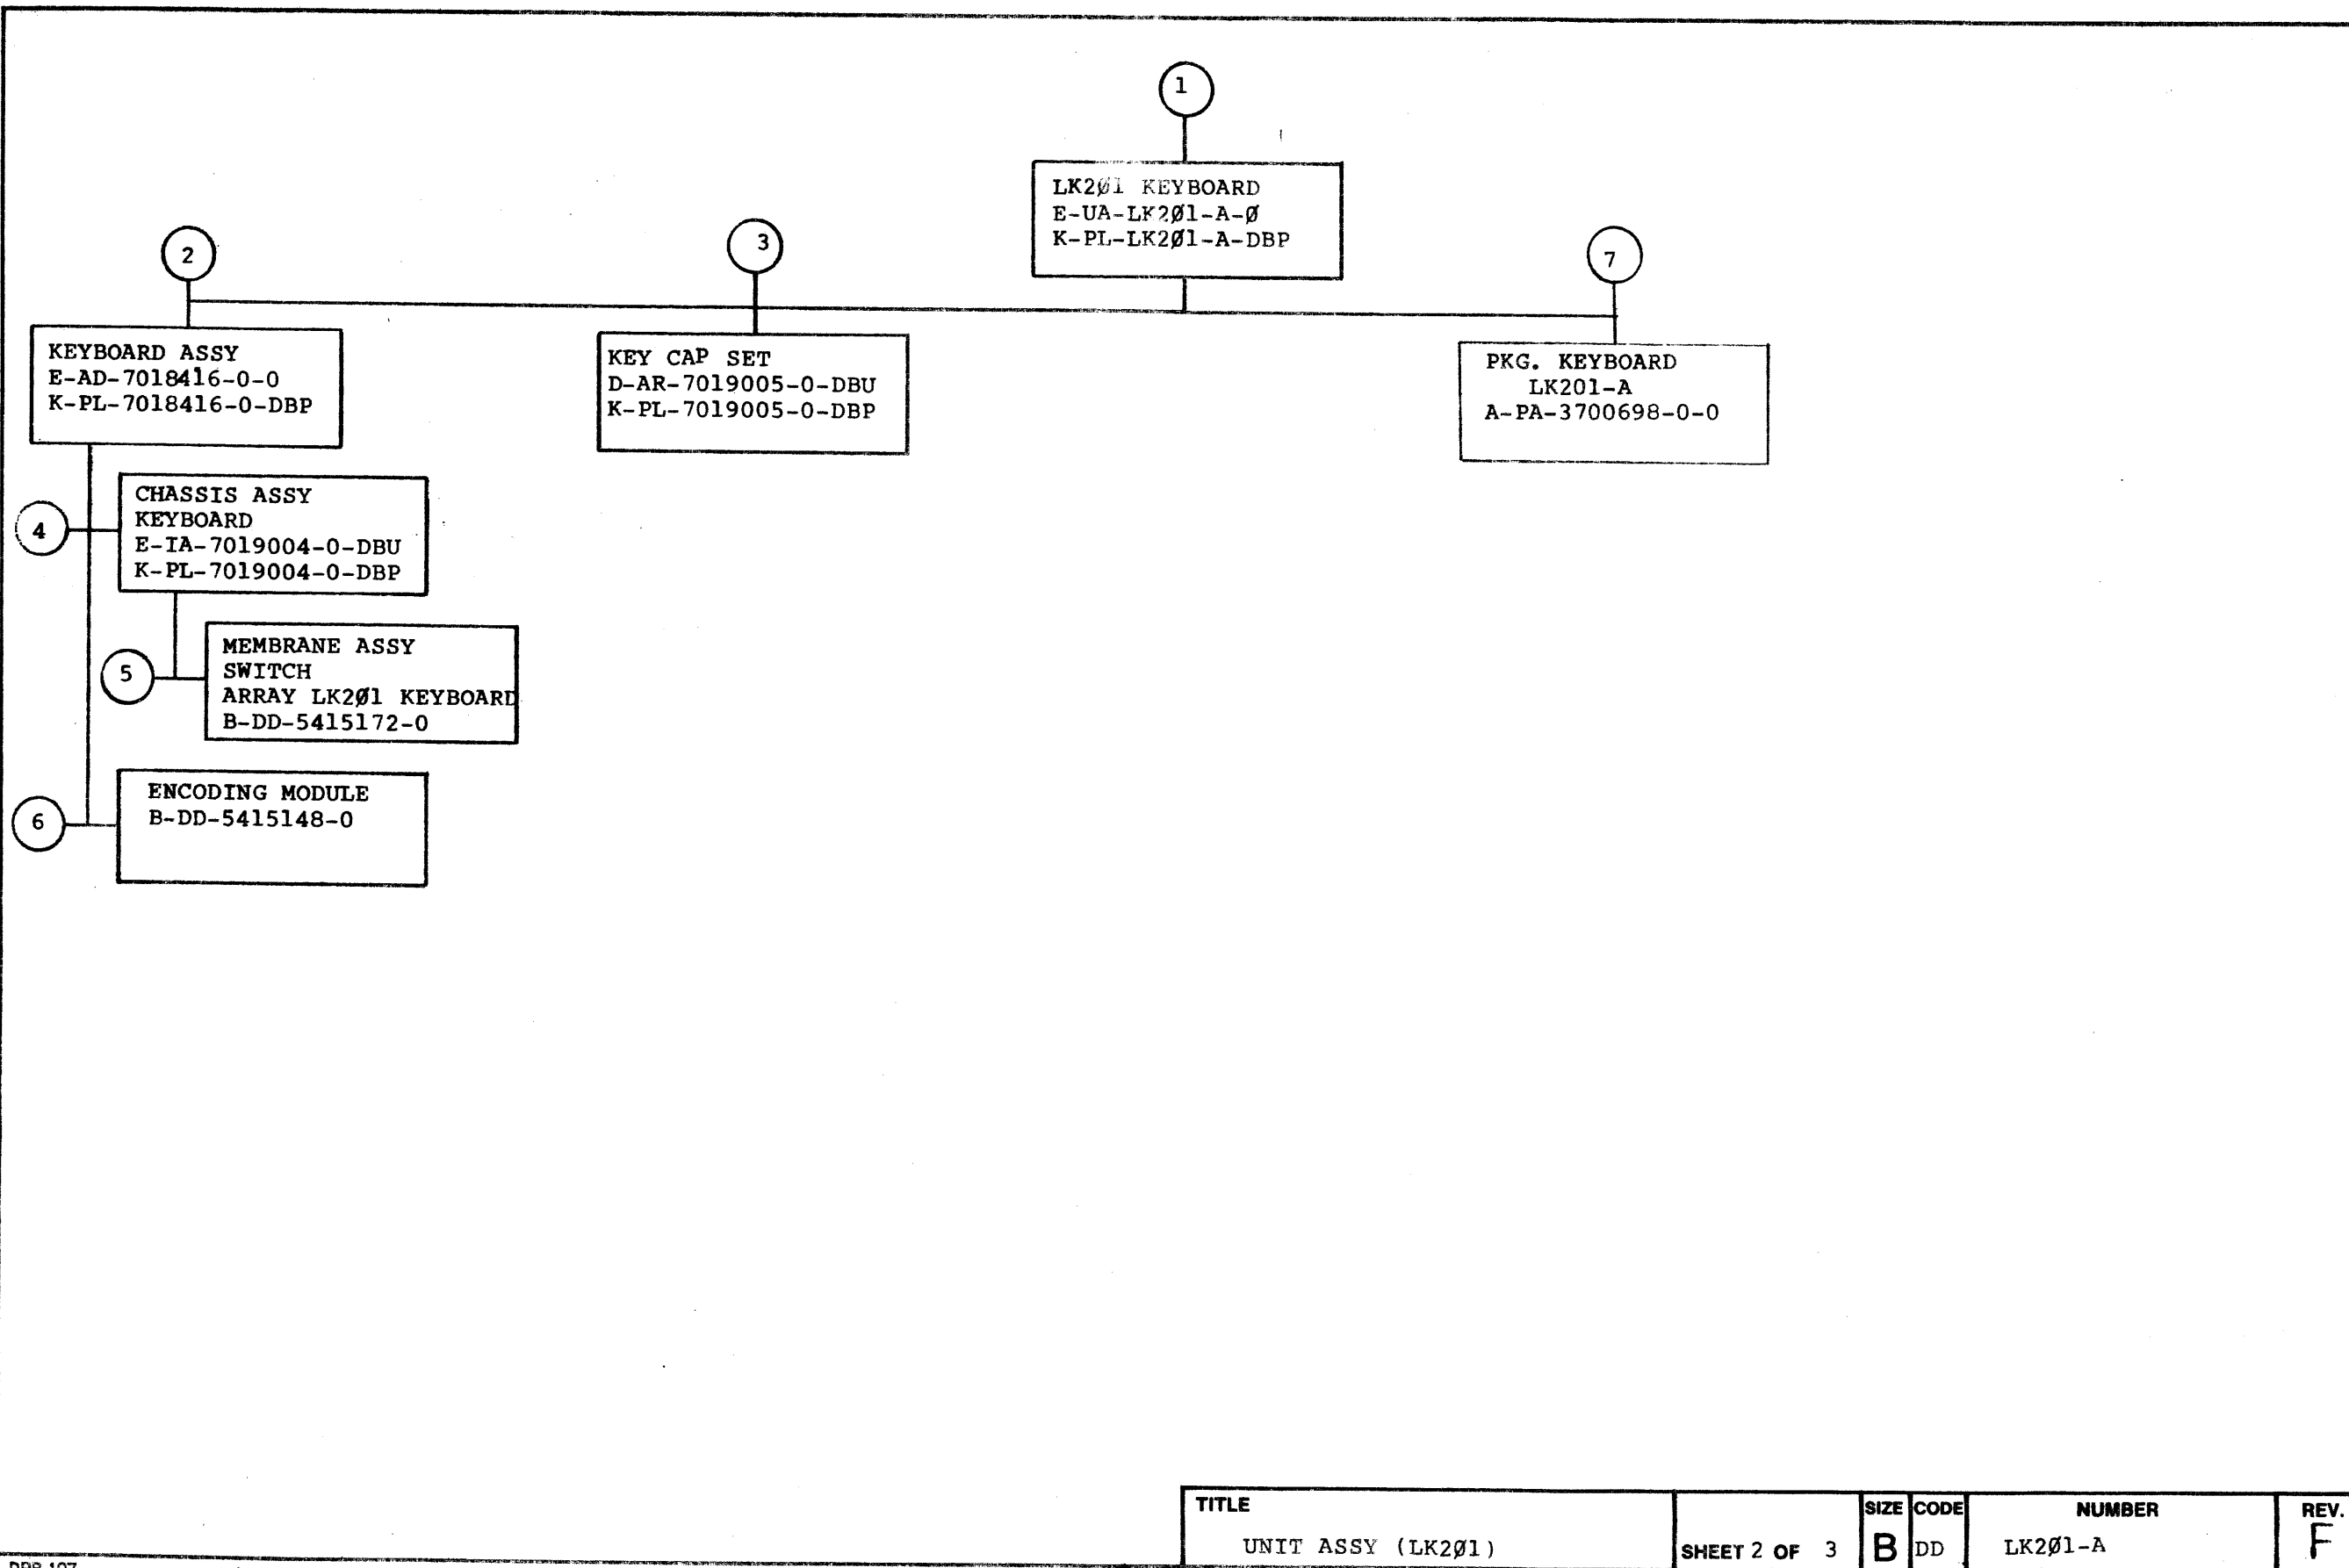 1
LK2Ø1 KEYBOARD
E-UA-LK2Ø1-A-Ø
K-PL-LK2Ø1-A-DBP
2
3
7
KEYBOARD ASSY
E-AD-7018416-0-0
K-PL-7018416-0-DBP
KEY CAP SET
D-AR-7019005-0-DBU
K-PL-7019005-0-DBP
PKG. KEYBOARD
LK201-A
A-PA-3700698-0-0
4
CHASSIS ASSY
KEYBOARD
E-IA-7019004-0-DBU
K-PL-7019004-0-DBP
5
MEMBRANE ASSY
SWITCH
ARRAY LK2Ø1 KEYBOARD
B-DD-5415172-0
6
ENCODING MODULE
B-DD-5415148-0
TITLE
UNIT ASSY (LK2Ø1)
SHEET 2 OF 3
SIZE
B
CODE
DD
NUMBER
LK2Ø1-A
REV.
F